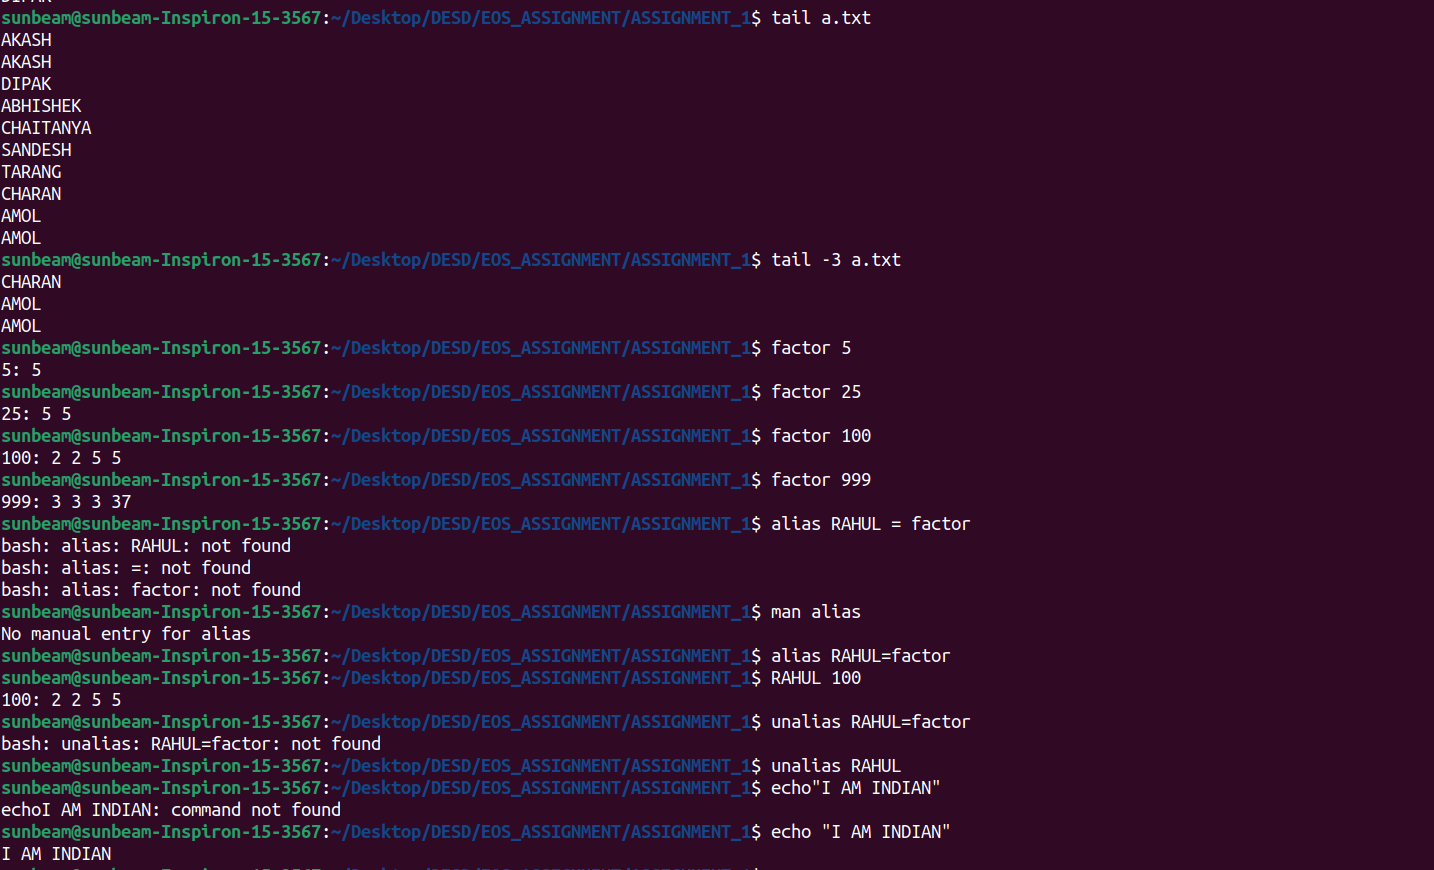 DIPAK
sunbeam@sunbeam-Inspiron-15-3567:~/Desktop/DESD/EOS_ASSIGNMENT/ASSIGNMENT_1$ tail a.txt
AKASH
AKASH
DIPAK
ABHISHEK
CHAITANYA
SANDESH
TARANG
CHARAN
AMOL
AMOL
sunbeam@sunbeam-Inspiron-15-3567:~/Desktop/DESD/EOS_ASSIGNMENT/ASSIGNMENT_1$ tail -3 a.txt
CHARAN
AMOL
AMOL
sunbeam@sunbeam-Inspiron-15-3567:~/Desktop/DESD/EOS_ASSIGNMENT/ASSIGNMENT_1$ factor 5
5: 5
sunbeam@sunbeam-Inspiron-15-3567:~/Desktop/DESD/EOS_ASSIGNMENT/ASSIGNMENT_1$ factor 25
25: 5 5
sunbeam@sunbeam-Inspiron-15-3567:~/Desktop/DESD/EOS_ASSIGNMENT/ASSIGNMENT_1$ factor 100
100: 2 2 5 5
sunbeam@sunbeam-Inspiron-15-3567:~/Desktop/DESD/EOS_ASSIGNMENT/ASSIGNMENT_1$ factor 999
999: 3 3 3 37
sunbeam@sunbeam-Inspiron-15-3567:~/Desktop/DESD/EOS_ASSIGNMENT/ASSIGNMENT_1$ alias RAHUL = factor
bash: alias: RAHUL: not found
bash: alias: =: not found
bash: alias: factor: not found
sunbeam@sunbeam-Inspiron-15-3567:~/Desktop/DESD/EOS_ASSIGNMENT/ASSIGNMENT_1$ man alias
No manual entry for alias
sunbeam@sunbeam-Inspiron-15-3567:~/Desktop/DESD/EOS_ASSIGNMENT/ASSIGNMENT_1$ alias RAHUL=factor
sunbeam@sunbeam-Inspiron-15-3567:~/Desktop/DESD/EOS_ASSIGNMENT/ASSIGNMENT_1$ RAHUL 100
100: 2 2 5 5
sunbeam@sunbeam-Inspiron-15-3567:~/Desktop/DESD/EOS_ASSIGNMENT/ASSIGNMENT_1$ unalias RAHUL=factor
bash: unalias: RAHUL=factor: not found
sunbeam@sunbeam-Inspiron-15-3567:~/Desktop/DESD/EOS_ASSIGNMENT/ASSIGNMENT_1$ unalias RAHUL
sunbeam@sunbeam-Inspiron-15-3567:~/Desktop/DESD/EOS_ASSIGNMENT/ASSIGNMENT_1$ echo"I AM INDIAN"
echoI AM INDIAN: command not found
sunbeam@sunbeam-Inspiron-15-3567:~/Desktop/DESD/EOS_ASSIGNMENT/ASSIGNMENT_1$ echo "I AM INDIAN"
I AM INDIAN